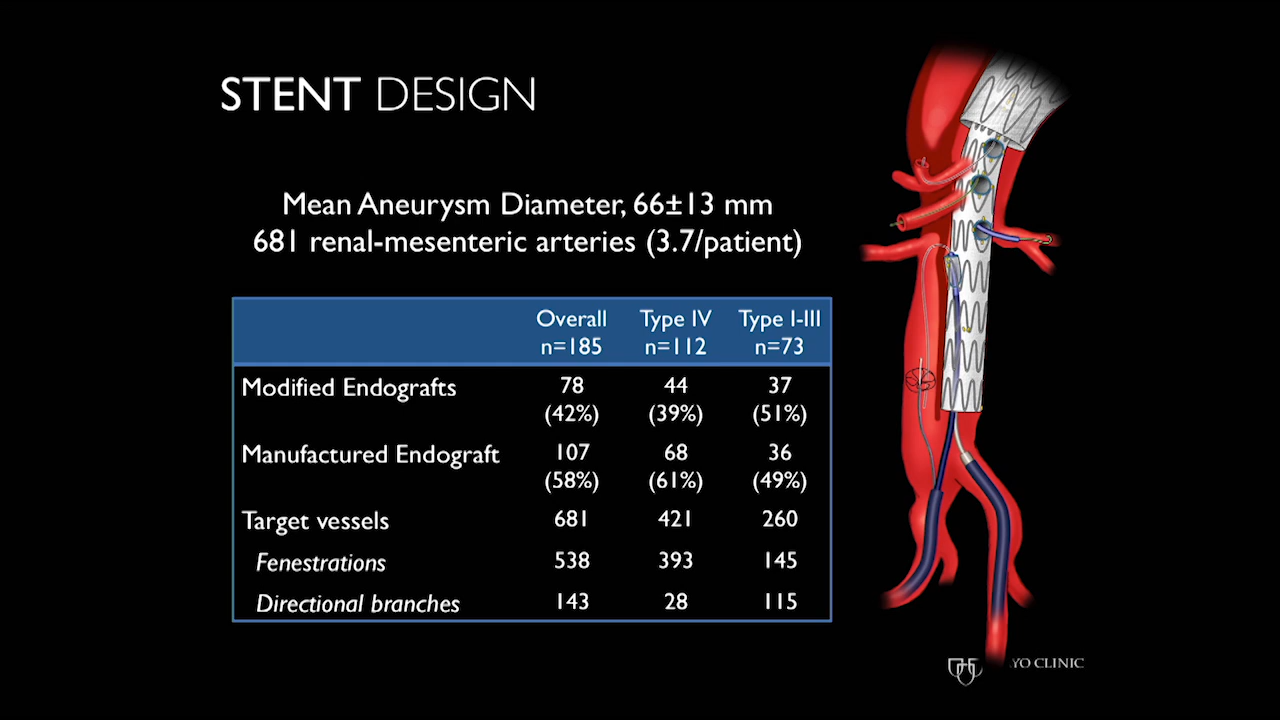 STENT DESIGN
Mean Aneurysm Diameter, 66±13 mm
681 renal-mesenteric arteries (3.7/patient)
Overall Type IV Type I-III
n=185 n=112 n=73
Modified Endografts 78 44 37
(42%) (39%) (51%)
Manufactured Endograft 107 68 36
(58%) (61%) (49%)
Target vessels 681 421 260
Fenestrations 538 393 145
Directional branches 143 28 115
YO CLINIC